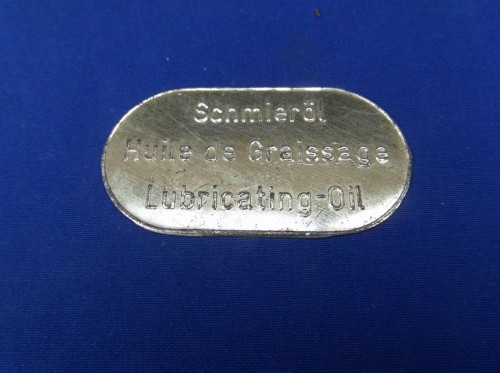 Schmieröl
Huile de Graissage
Lubricating-Oil